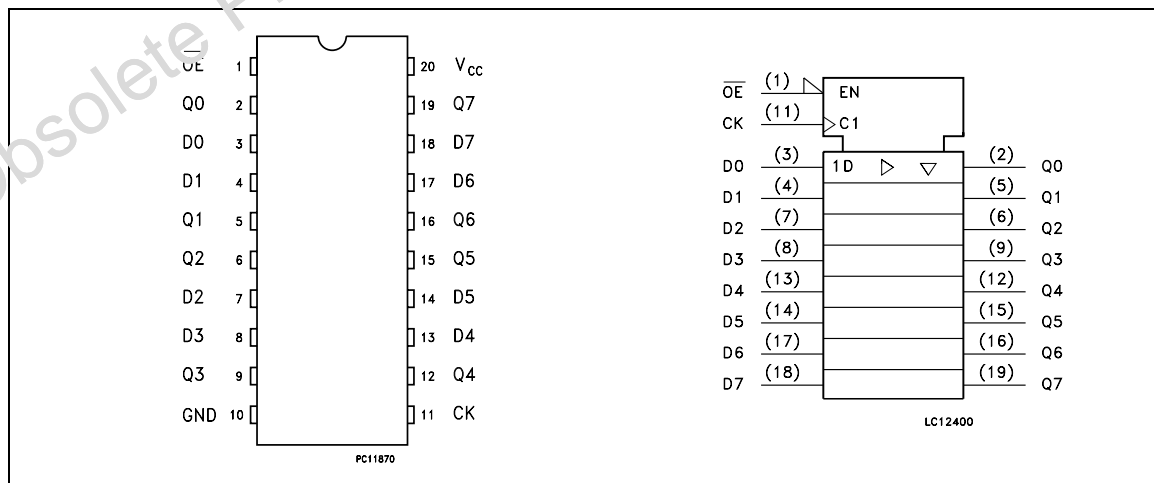 Obsolete P
OE 1 20 VCC
Q0 2 19 Q7
D0 3 18 D7
D1 4 17 D6
Q1 5 16 Q6
Q2 6 15 Q5
D2 7 14 D5
D3 8 13 D4
Q3 9 12 Q4
GND 10 11 CK
PC11870
OE (1) EN
CK (11) C1
D0 (3) 1D (2) Q0
D1 (4) (5) Q1
D2 (7) (6) Q2
D3 (8) (9) Q3
D4 (13) (12) Q4
D5 (14) (15) Q5
D6 (17) (16) Q6
D7 (18) (19) Q7
LC12400